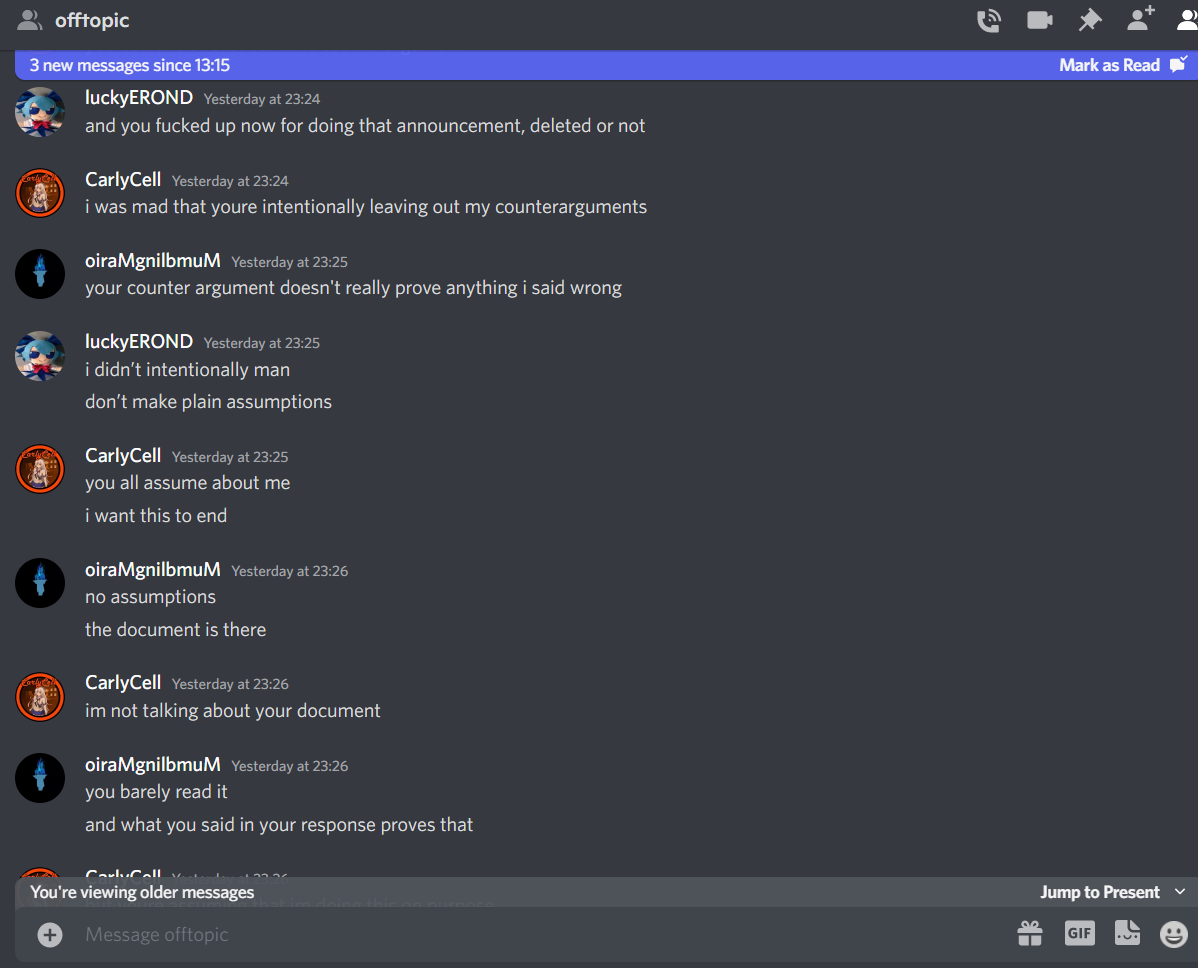 offtopic
3 new messages since 13:15
Mark as Read
luckyEROND Yesterday at 23:24
and you fucked up now for doing that announcement, deleted or not
CarlyCell Yesterday at 23:24
i was mad that youre intentionally leaving out my counterarguments
oiraMgnilbmuM Yesterday at 23:25
your counter argument doesn't really prove anything i said wrong
luckyEROND Yesterday at 23:25
i didn’t intentionally man
don’t make plain assumptions
CarlyCell Yesterday at 23:25
you all assume about me
i want this to end
oiraMgnilbmuM Yesterday at 23:26
no assumptions
the document is there
CarlyCell Yesterday at 23:26
im not talking about your document
oiraMgnilbmuM Yesterday at 23:26
you barely read it
and what you said in your response proves that
CarlyCell Yesterday at 23:26
but youre assuming that im doing this on purpose
You're viewing older messages
Jump to Present
Message offtopic
GIF